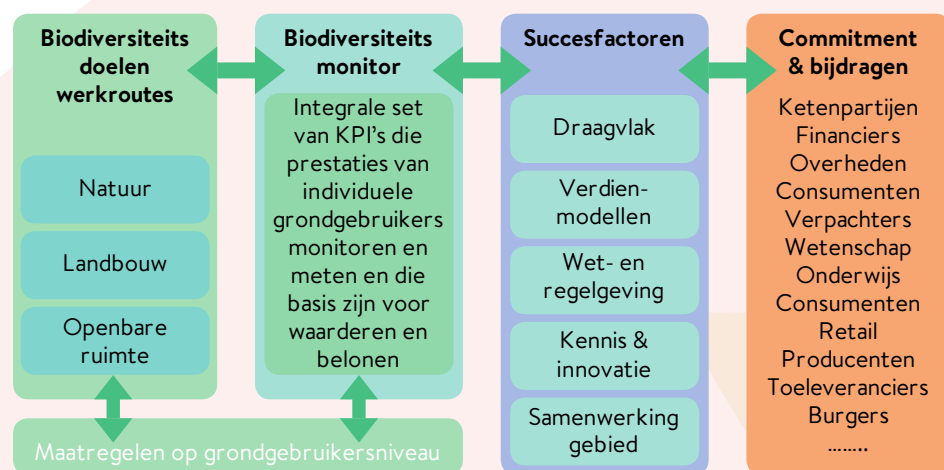 Biodiversiteits
doelen
werkroutes
Natuur
Landbouw
Openbare
ruimte
Biodiversiteits
monitor
Integrale set
van KPI's die
prestaties van
individuele
grondgebruikers
monitoren en
meten en die
basis zijn voor
waarderen en
belonen
Maatregelen op grondgebruikersniveau
Succesfactoren
Draagvlak
Verdien-
modellen
Wet- en
regelgeving
Kennis &
innovatie
Samenwerking
gebied
Commitment
& bijdragen
Ketenpartijen
Financiers
Overheden
Consumenten
Verpachters
Wetenschap
Onderwijs
Consumenten
Retail
Producenten
Toeleveranciers
Burgers
........